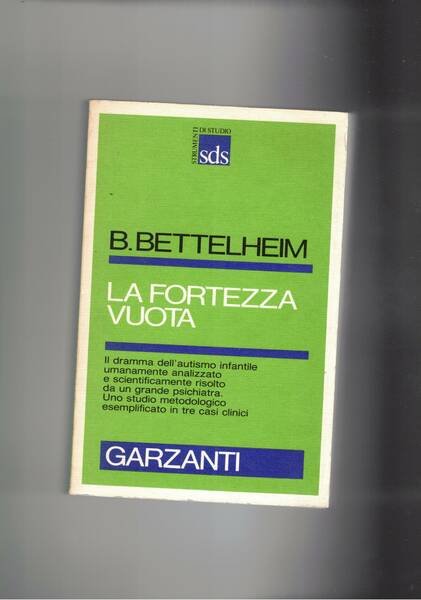 STRUMENTI
DI STUDIO
sds
B. BETTELHEIM
LA FORTEZZA
VUOTA
Il dramma dell'autismo infantile
umanamente analizzato
e scientificamente risolto
da un grande psichiatra.
Uno studio metodologico
esemplificato in tre casi clinici
GARZANTI